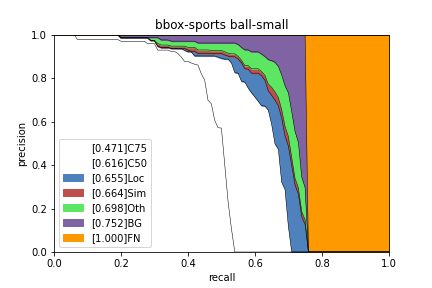 bbox-sports ball-small
1.0
0.8
0.6
0.4
0.2
0.0
precision
[0.471]C75
[0.616]C50
[0.655]Loc
[0.664]Sim
[0.698]Oth
[0.752]BG
[1.000]FN
0.0 0.2 0.4 0.6 0.8 1.0
recall